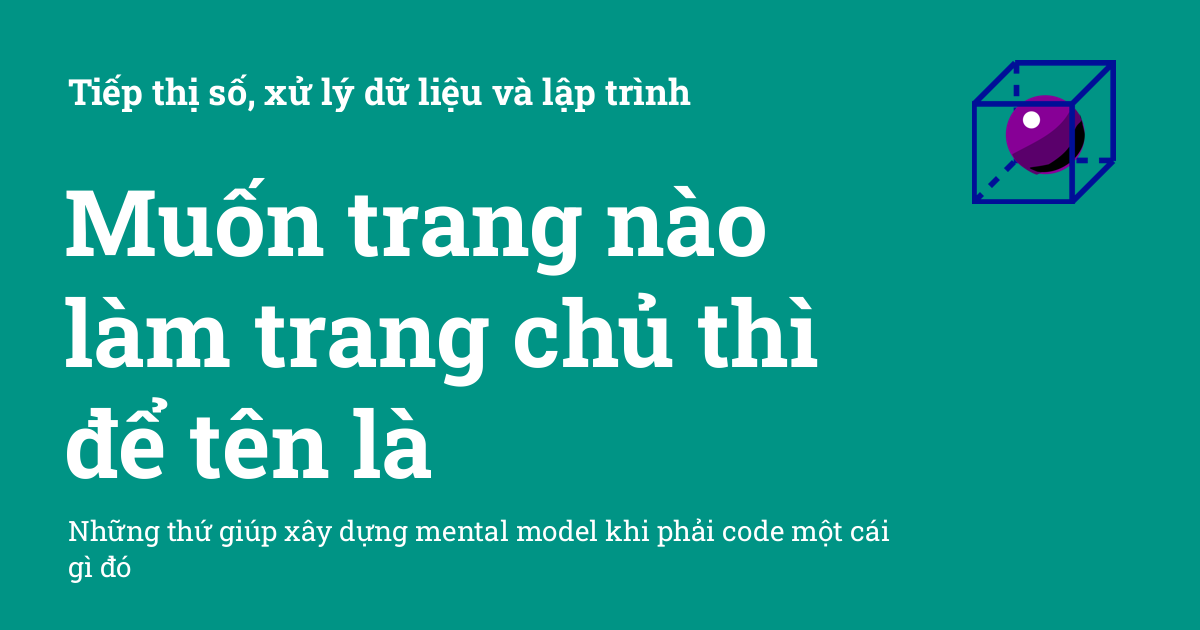 Tiếp thị số, xử lý dữ liệu và lập trình
Muốn trang nào
làm trang chủ thì
để tên là
Những thứ giúp xây dựng mental model khi phải code một cái
gì đó